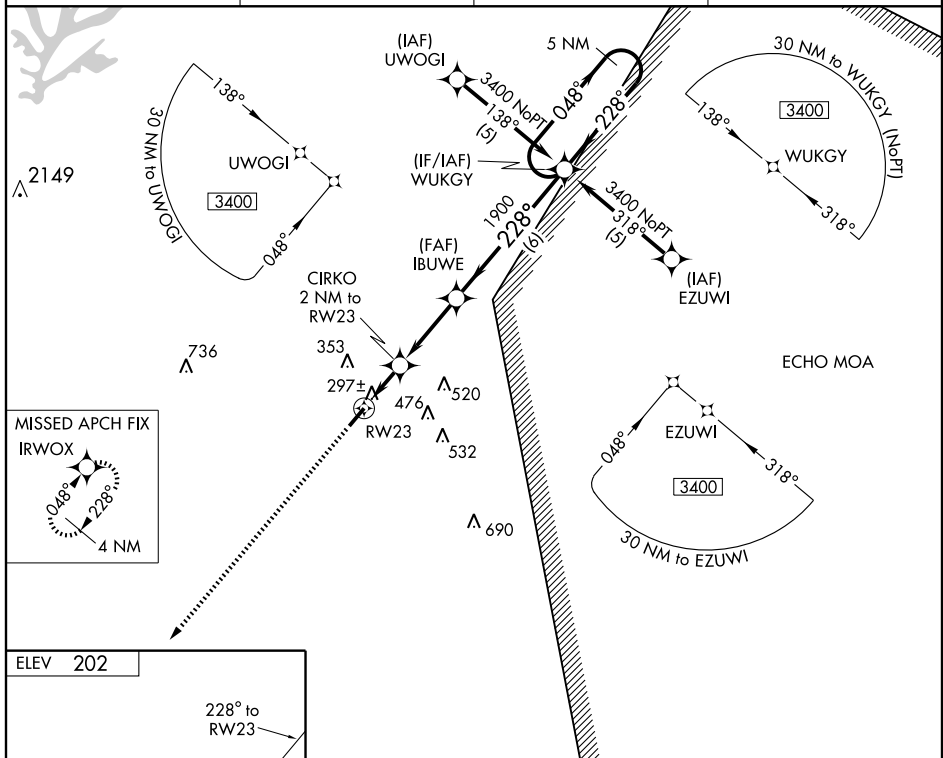 (IAF)
UWOGI
5 NM
3400 NoPT
138°
(5)
048°
228°
30 NM to WUKGY (NoPT)
138°
3400
WUKGY
318°
30 NM to UWOGI
138°
UWOGI
3400
048°
2149
(IF/IAF)
WUKGY
1900
228°
(6)
3400 NoPT
318°
(5)
(IAF)
EZUWI
(FAF)
IBUWE
CIRKO
2 NM to
RW23
736
353
297±
520
476
532
RW23
690
ECHO MOA
EZUWI
048°
318°
3400
30 NM to EZUWI
MISSED APCH FIX
IRWOX
048°
228°
4 NM
ELEV 202
228° to
RW23